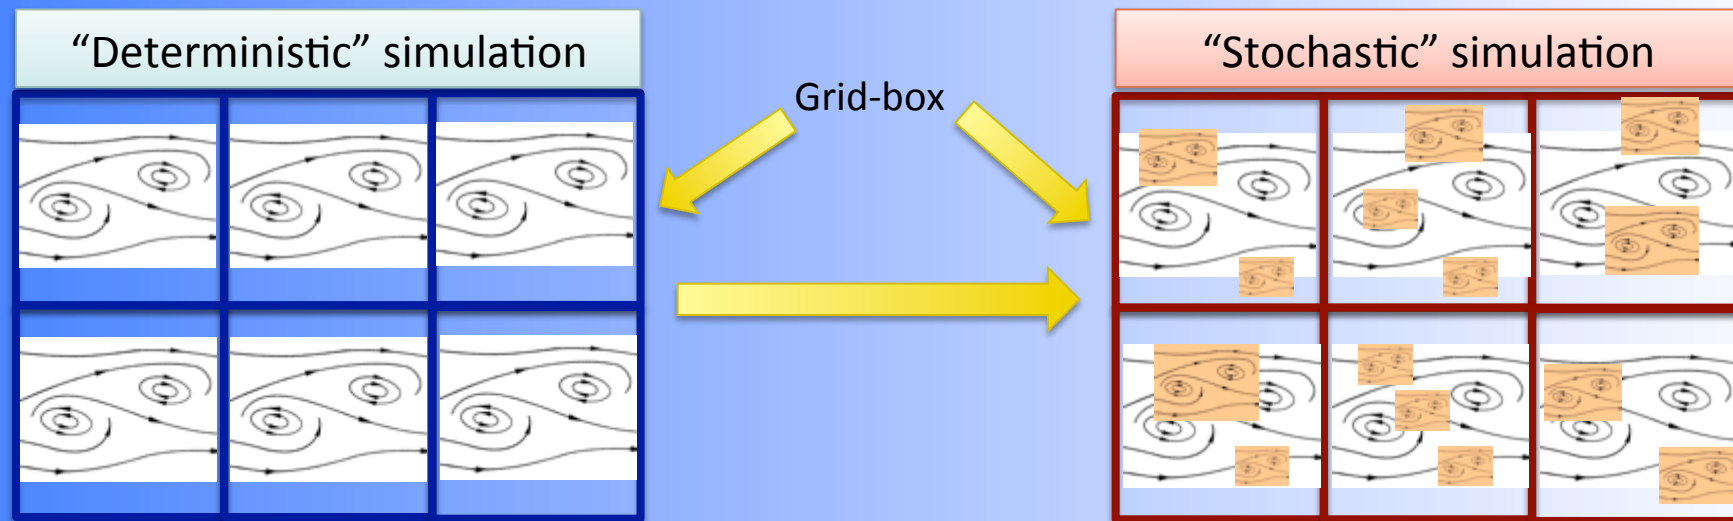 “Deterministic” simulation
Grid-box
“Stochastic” simulation